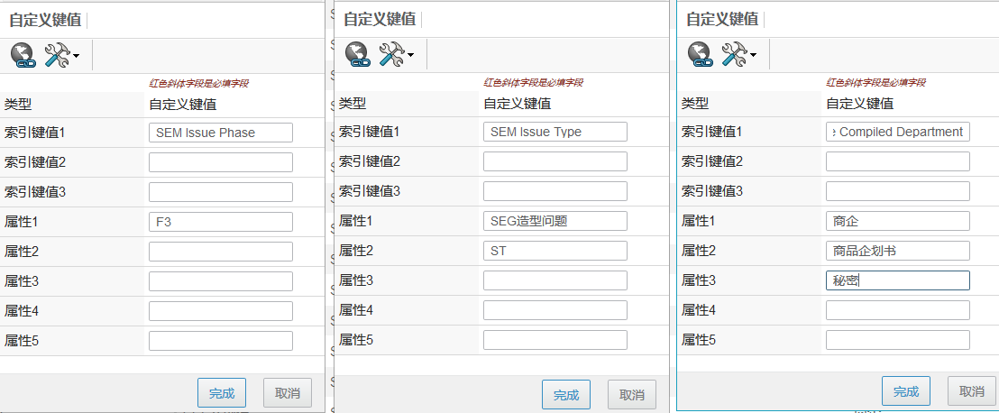 自定义键值
红色斜体字段是必填字段
类型 自定义键值
索引键值1 SEM Issue Phase
索引键值2
索引键值3
属性1 F3
属性2
属性3
属性4
属性5
完成 取消
自定义键值
红色斜体字段是必填字段
类型 自定义键值
索引键值1 SEM Issue Type
索引键值2
索引键值3
属性1 SEG造型问题
属性2 ST
属性3
属性4
属性5
完成 取消
自定义键值
红色斜体字段是必填字段
类型 自定义键值
索引键值1 Compiled Department
索引键值2
索引键值3
属性1 商企
属性2 商品企划书
属性3 秘密
属性4
属性5
完成 取消